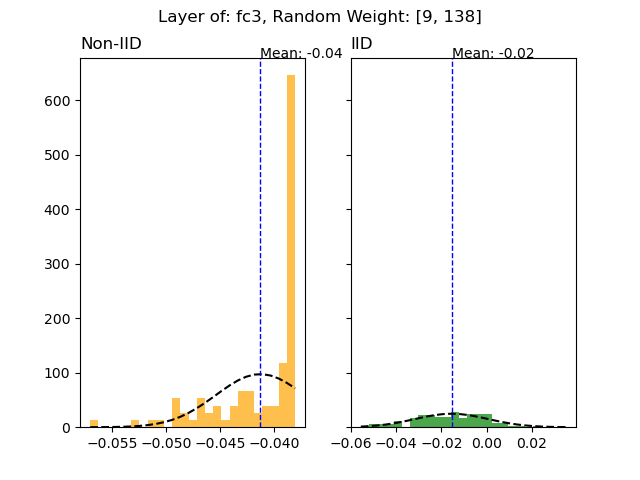 Layer of: fc3, Random Weight: [9, 138]
Non-IID
IID
Mean: -0.04
Mean: -0.02
600
500
400
300
200
100
0
−0.055 −0.050 −0.045 −0.040
−0.06 −0.04 −0.02 0.00 0.02